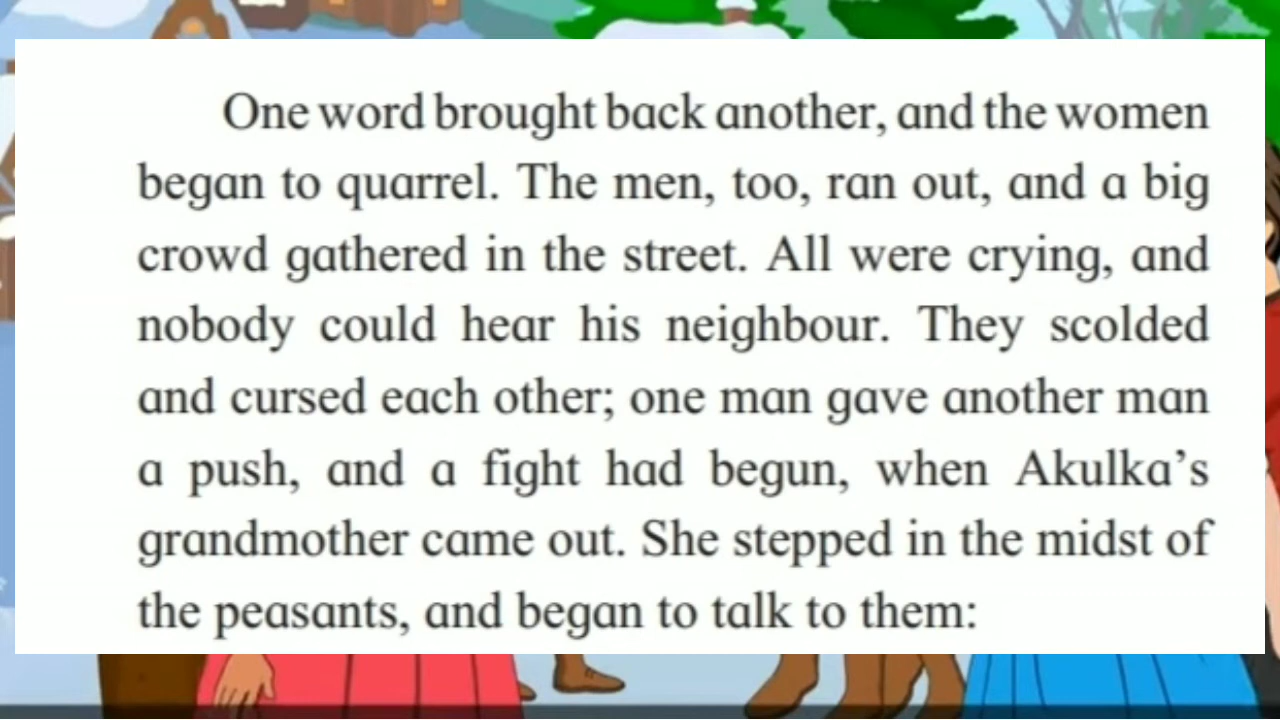 One word brought back another, and the women
began to quarrel. The men, too, ran out, and a big
crowd gathered in the street. All were crying, and
nobody could hear his neighbour. They scolded
and cursed each other; one man gave another man
a push, and a fight had begun, when Akulka’s
grandmother came out. She stepped in the midst of
the peasants, and began to talk to them: